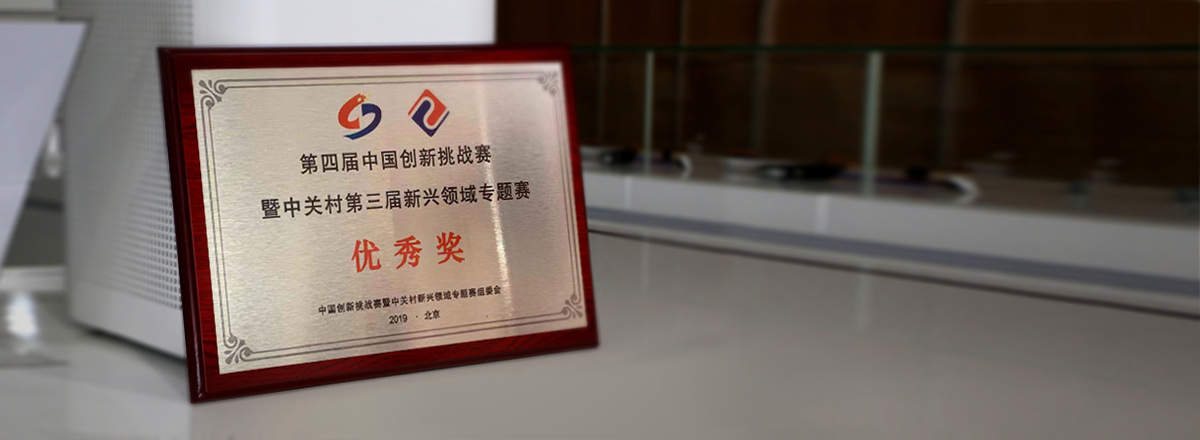 第四届中国创新挑战赛
暨中关村第三届新兴领域专题赛
优秀奖
中国创新挑战赛暨中关村新兴领域专题赛组委会
2019 · 北京